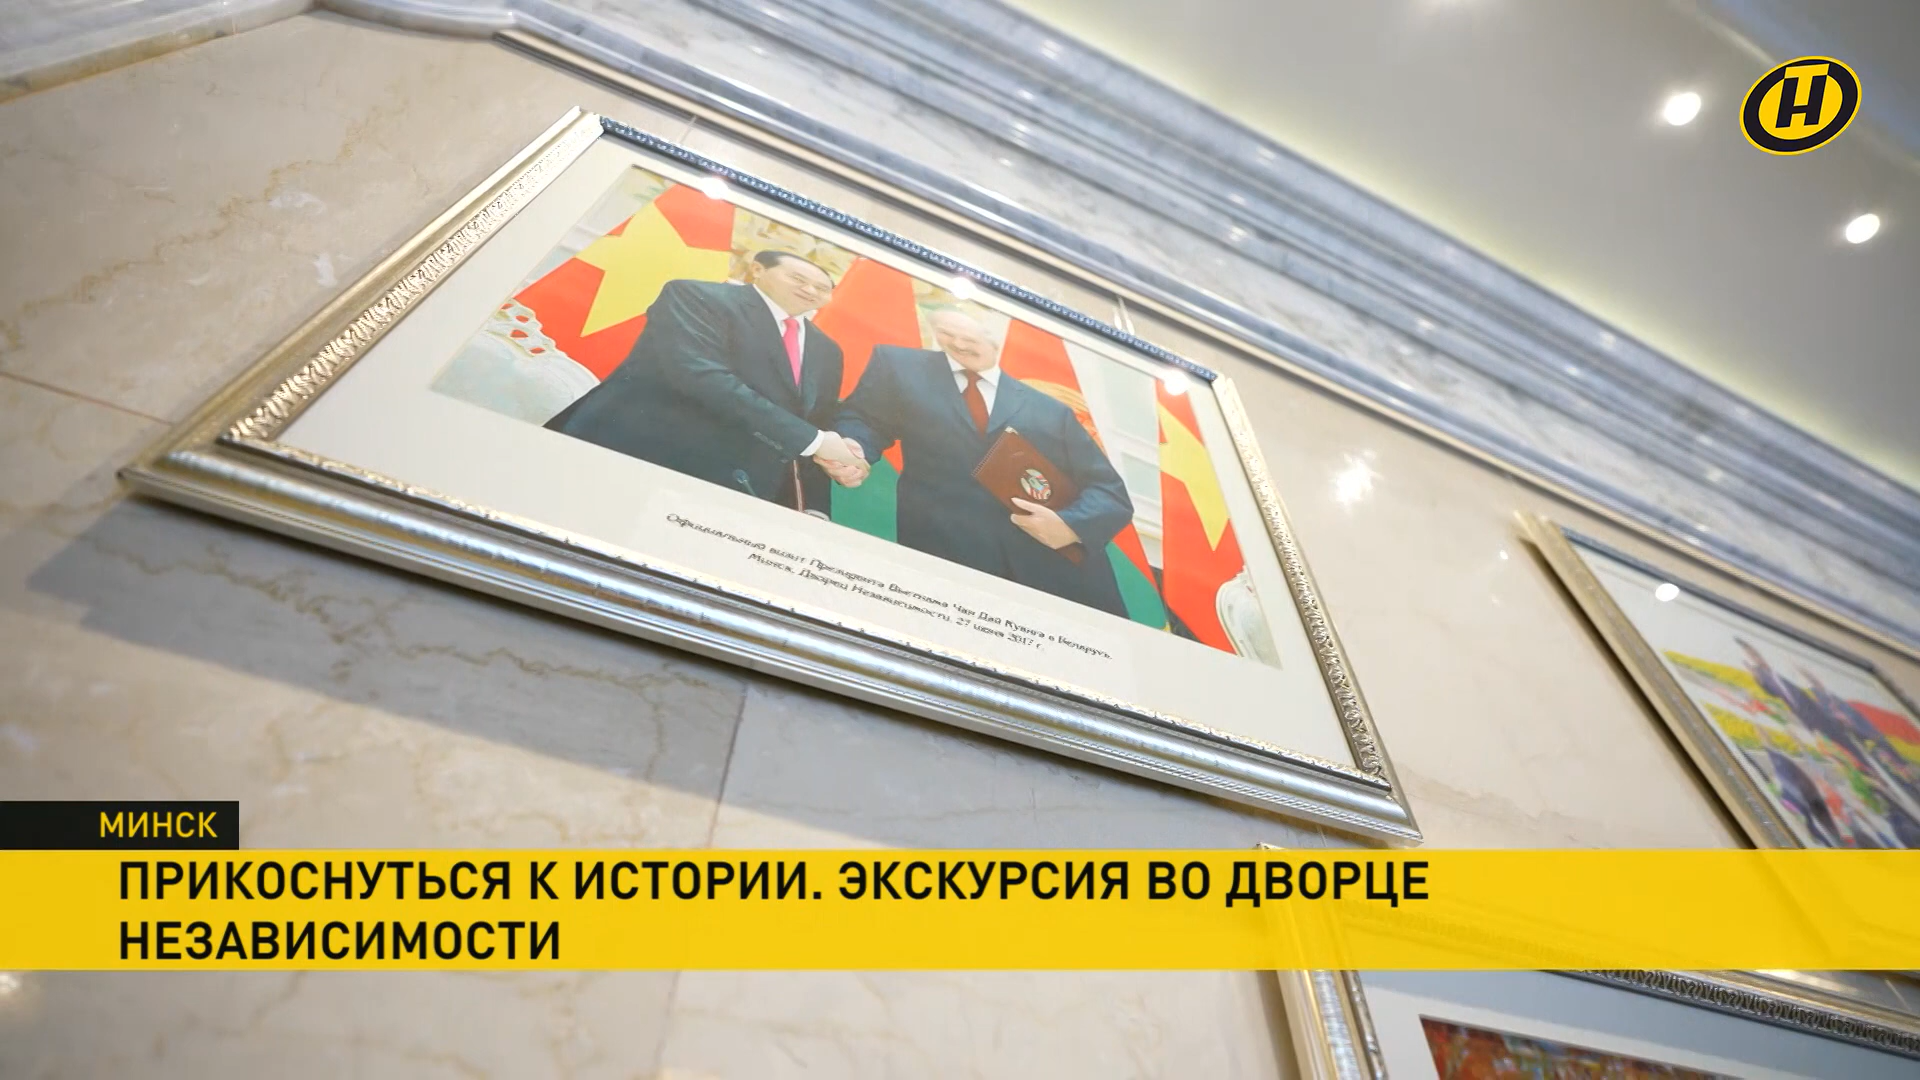 ОНТ
Официальный визит Президента Вьетнама Чан Дай Куанга в Беларусь.
Минск, Дворец Независимости, 27 июня 2017 г.
МИНСК
ПРИКОСНУТЬСЯ К ИСТОРИИ. ЭКСКУРСИЯ ВО ДВОРЦЕ
НЕЗАВИСИМОСТИ